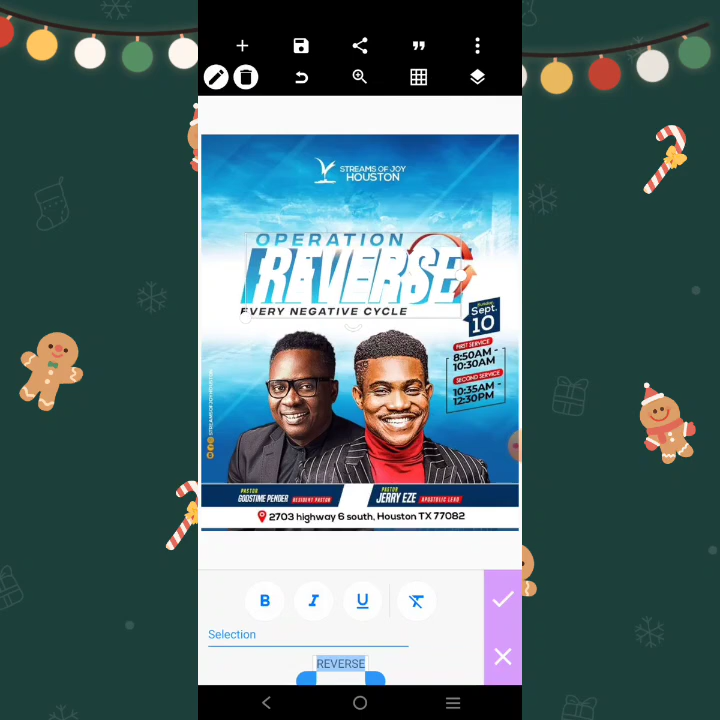 STREAMS OF JOY
HOUSTON
OPERATION
REVERSE
EVERY NEGATIVE CYCLE
Sept.
10
FIRST SERVICE
8:50AM -
10:30AM
SECOND SERVICE
10:35AM -
12:30PM
PASTOR
GODSTIME PENDER RESIDENT PASTOR
PASTOR
JERRY EZE APOSTOLIC LEAD
2703 highway 6 south, Houston TX 77082
B I U
Selection
REVERSE